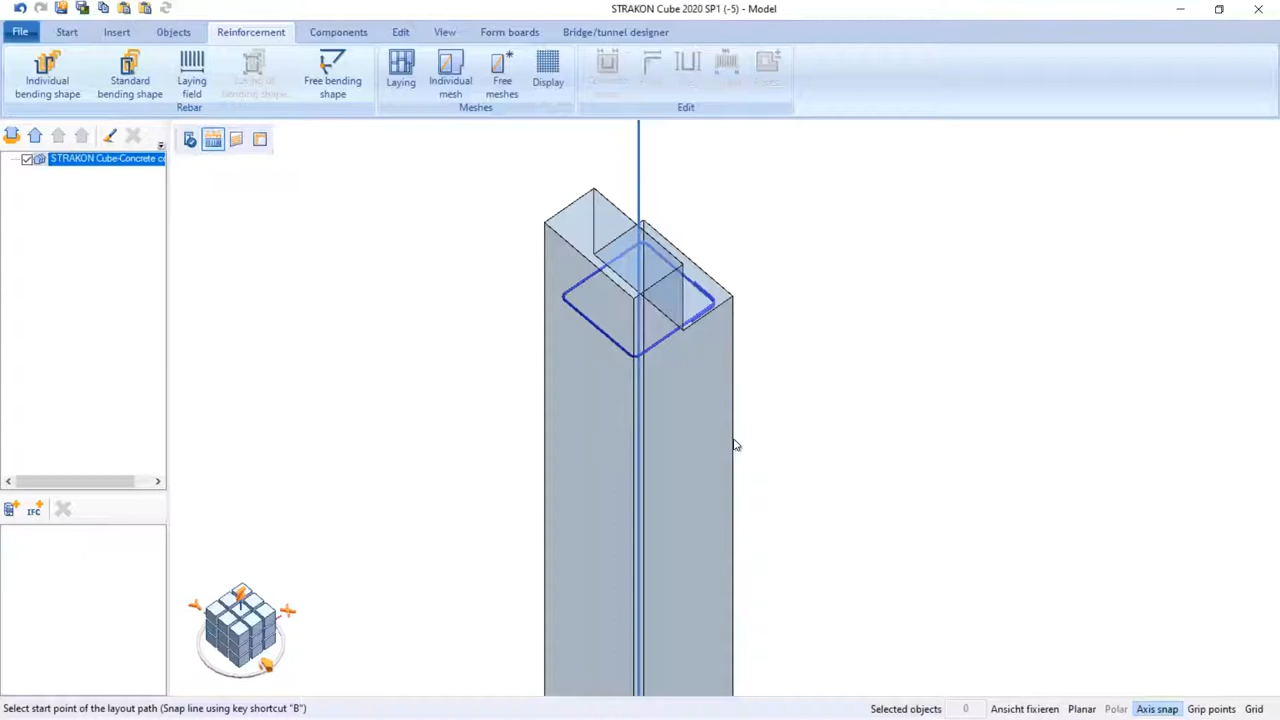 STRAKON Cube 2020 SP1 (-5) - Model
File
Start
Insert
Objects
Reinforcement
Components
Edit
View
Form boards
Bridge/tunnel designer
Individual
bending shape
Standard
bending shape
Laying
field
Free bending
shape
Laying
Individual
mesh
Free
meshes
Display
Rebar
Meshes
Edit
STRAKON Cube-Concrete co
IFC
Select start point of the layout path (Snap line using key shortcut "B")
Selected objects
0
Ansicht fixieren
Planar
Polar
Axis snap
Grip points
Grid